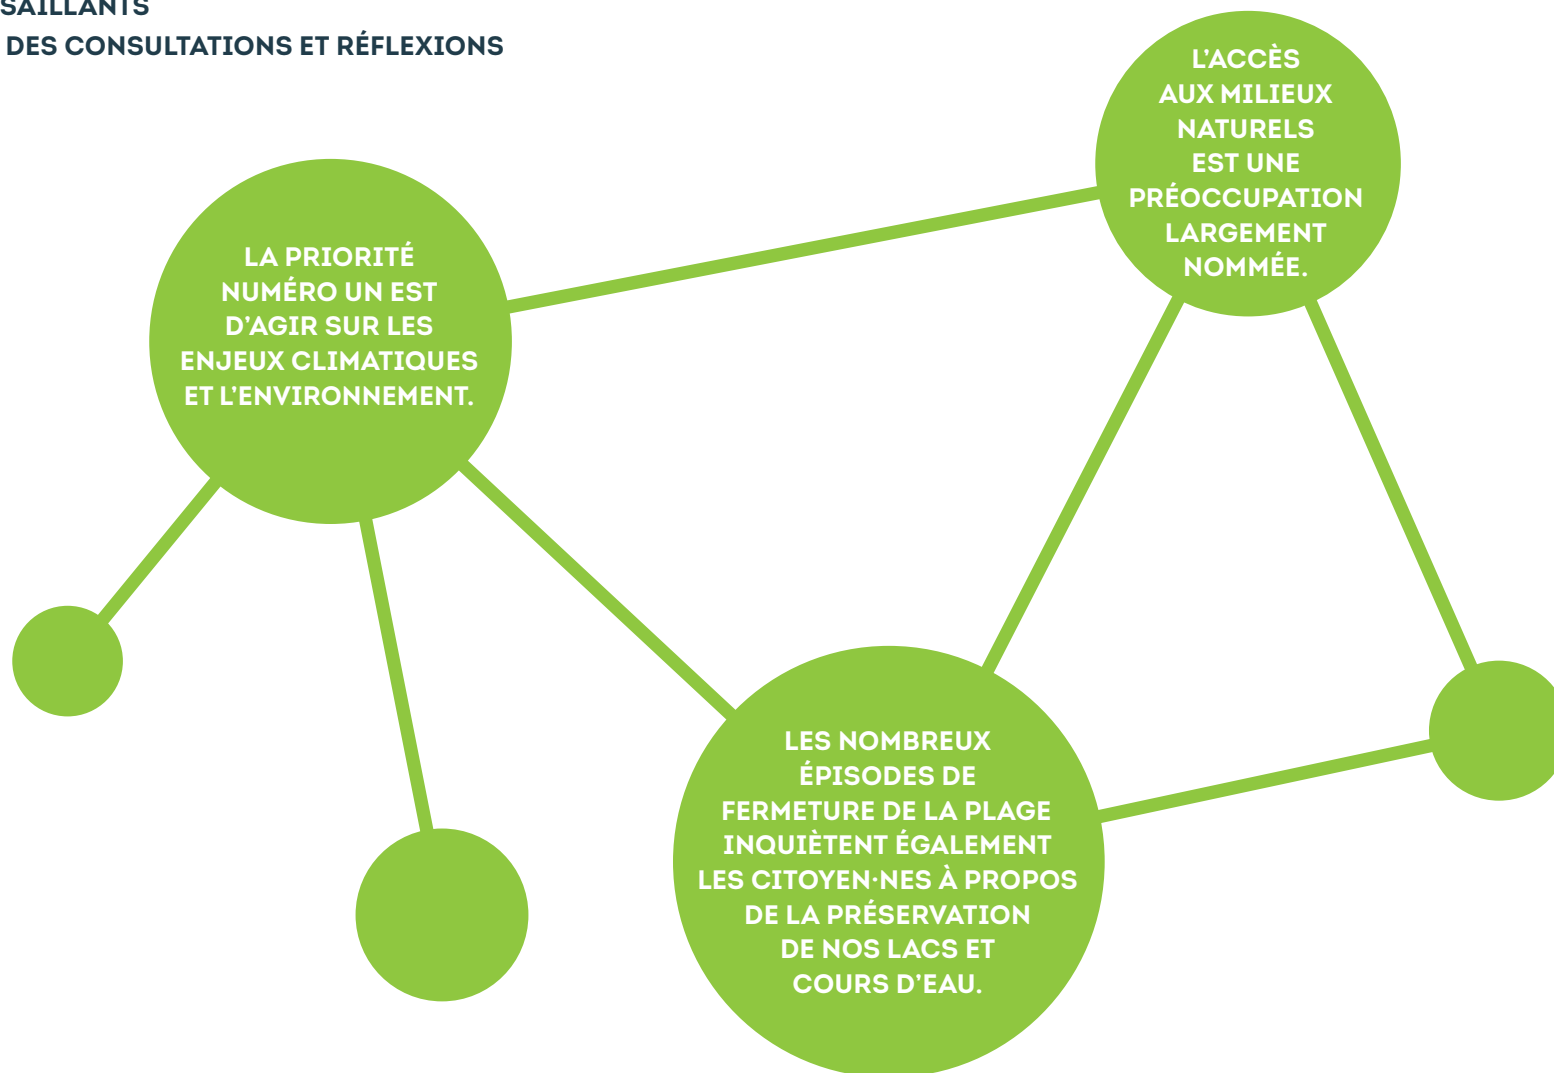 SAILLANTS
DES CONSULTATIONS ET RÉFLEXIONS
LA PRIORITÉ
NUMÉRO UN EST
D’AGIR SUR LES
ENJEUX CLIMATIQUES
ET L’ENVIRONNEMENT.
L’ACCÈS
AUX MILIEUX
NATURELS
EST UNE
PRÉOCCUPATION
LARGEMENT
NOMMÉE.
LES NOMBREUX
ÉPISODES DE
FERMETURE DE LA PLAGE
INQUIÈTENT ÉGALEMENT
LES CITOYEN·NES À PROPOS
DE LA PRÉSERVATION
DE NOS LACS ET
COURS D’EAU.